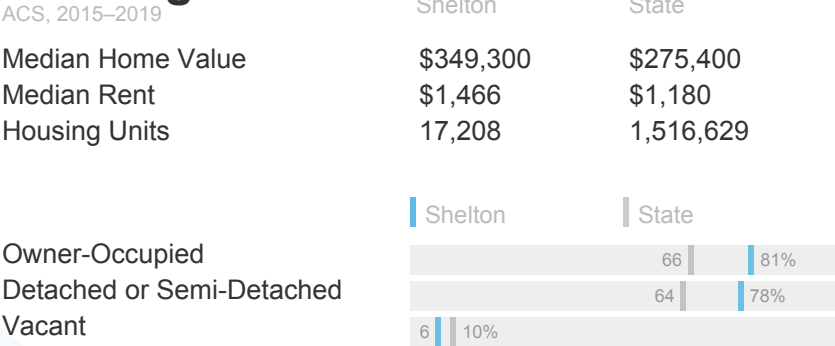 ACS, 2015–2019 Shelton State
Median Home Value $349,300 $275,400
Median Rent $1,466 $1,180
Housing Units 17,208 1,516,629
Shelton State
Owner-Occupied 66 81%
Detached or Semi-Detached 64 78%
Vacant 6 10%